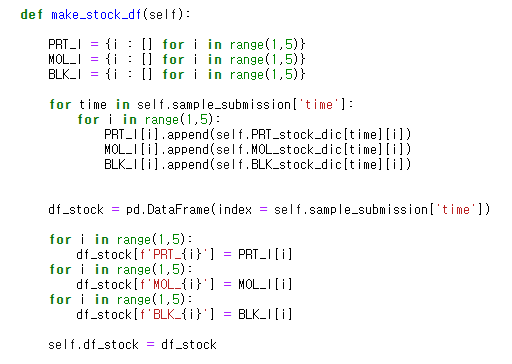 def make_stock_df(self):
PRT_l = {i : [] for i in range(1,5)}
MOL_l = {i : [] for i in range(1,5)}
BLK_l = {i : [] for i in range(1,5)}
for time in self.sample_submission['time']:
for i in range(1,5):
PRT_l[i].append(self.PRT_stock_dic[time][i])
MOL_l[i].append(self.MOL_stock_dic[time][i])
BLK_l[i].append(self.BLK_stock_dic[time][i])
df_stock = pd.DataFrame(index = self.sample_submission['time'])
for i in range(1,5):
df_stock[f'PRT_{i}'] = PRT_l[i]
for i in range(1,5):
df_stock[f'MOL_{i}'] = MOL_l[i]
for i in range(1,5):
df_stock[f'BLK_{i}'] = BLK_l[i]
self.df_stock = df_stock